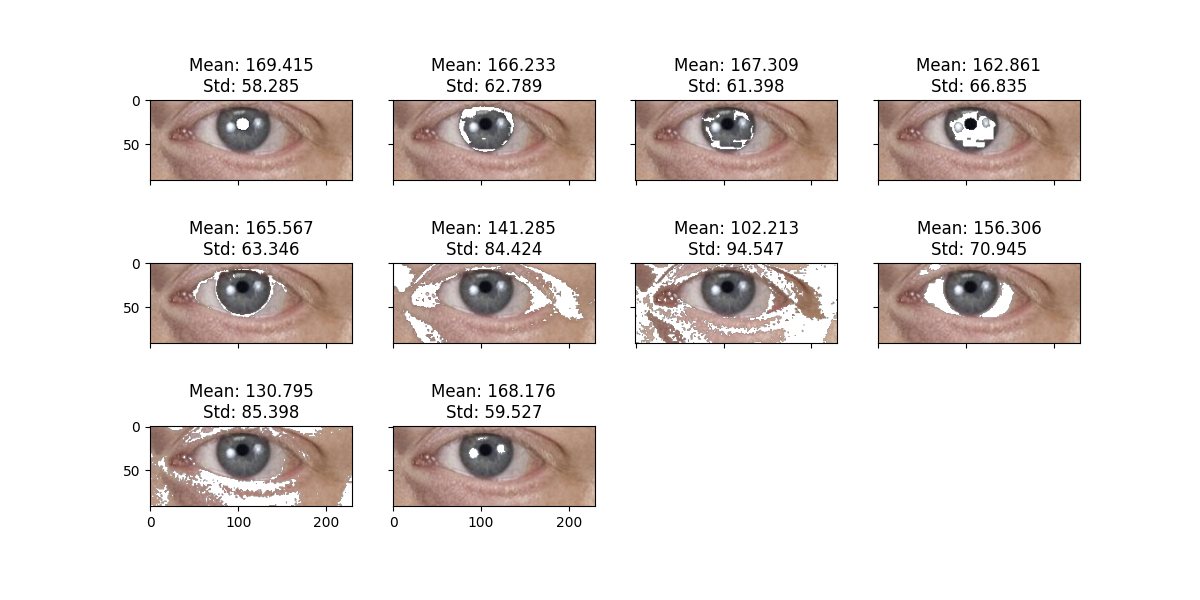 Mean: 169.415
Std: 58.285
Mean: 166.233
Std: 62.789
Mean: 167.309
Std: 61.398
Mean: 162.861
Std: 66.835
0
50
Mean: 165.567
Std: 63.346
Mean: 141.285
Std: 84.424
Mean: 102.213
Std: 94.547
Mean: 156.306
Std: 70.945
0
50
Mean: 130.795
Std: 85.398
Mean: 168.176
Std: 59.527
0
50
0 100 200
0 100 200